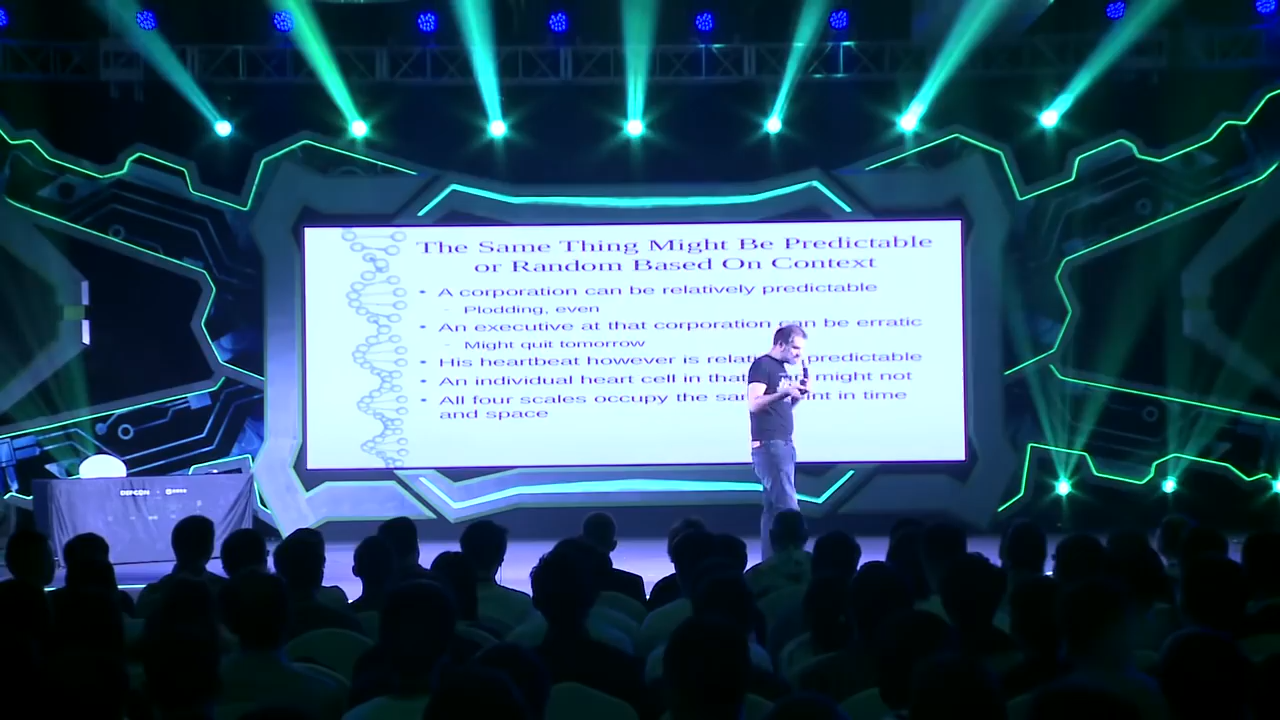 The Same Thing Might Be Predictable
or Random Based On Context
• A corporation can be relatively predictable
– Plodding, even
• An executive at that corporation can be erratic
– Might quit tomorrow
• His heartbeat however is predictable
• An individual heart cell in that might not
• All four scales occupy the in time
and space
DEFCON